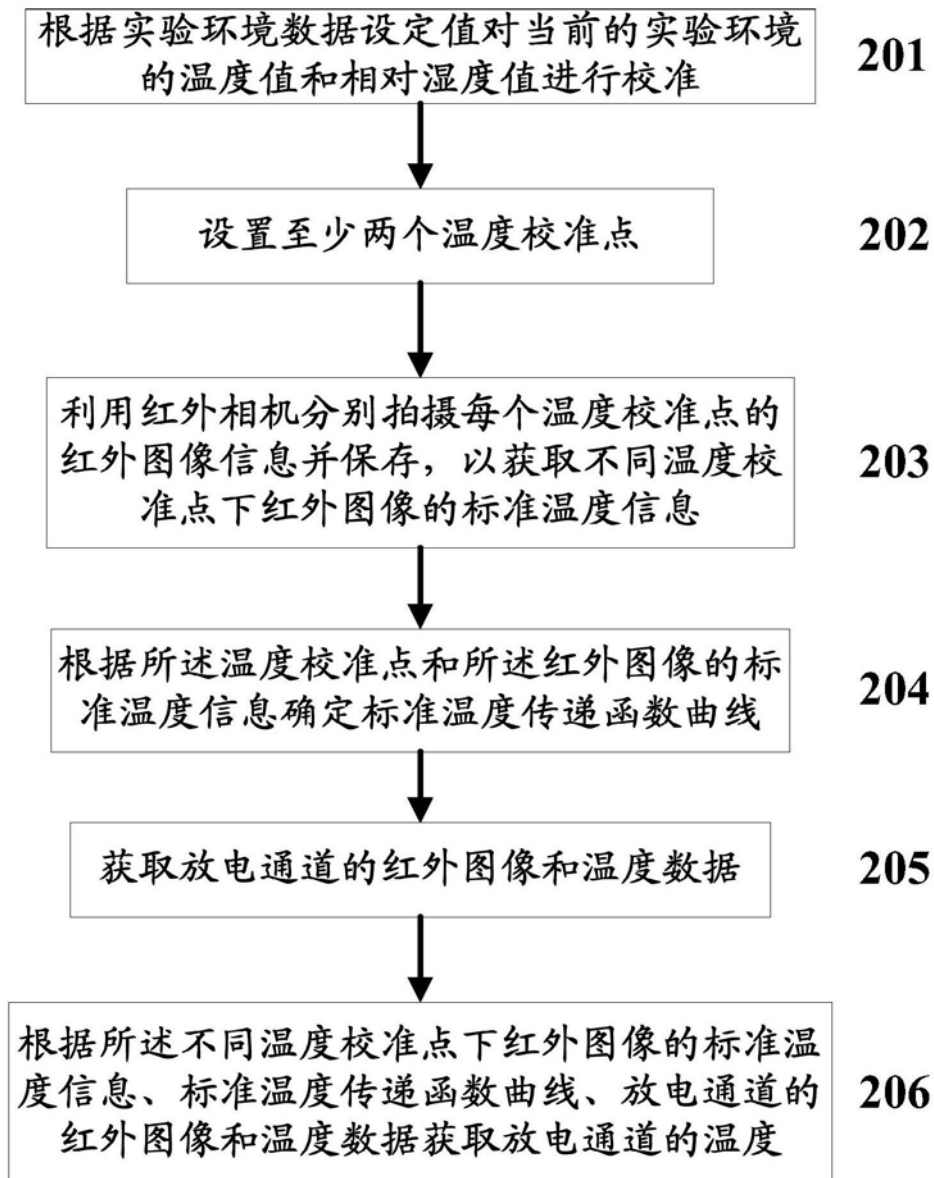 根据实验环境数据设定值对当前的实验环境
的温度值和相对湿度值进行校准
201
设置至少两个温度校准点
202
利用红外相机分别拍摄每个温度校准点的
红外图像信息并保存，以获取不同温度校
准点下红外图像的标准温度信息
203
根据所述温度校准点和所述红外图像的标
准温度信息确定标准温度传递函数曲线
204
获取放电通道的红外图像和温度数据
205
根据所述不同温度校准点下红外图像的标准温
度信息、标准温度传递函数曲线、放电通道的
红外图像和温度数据获取放电通道的温度
206